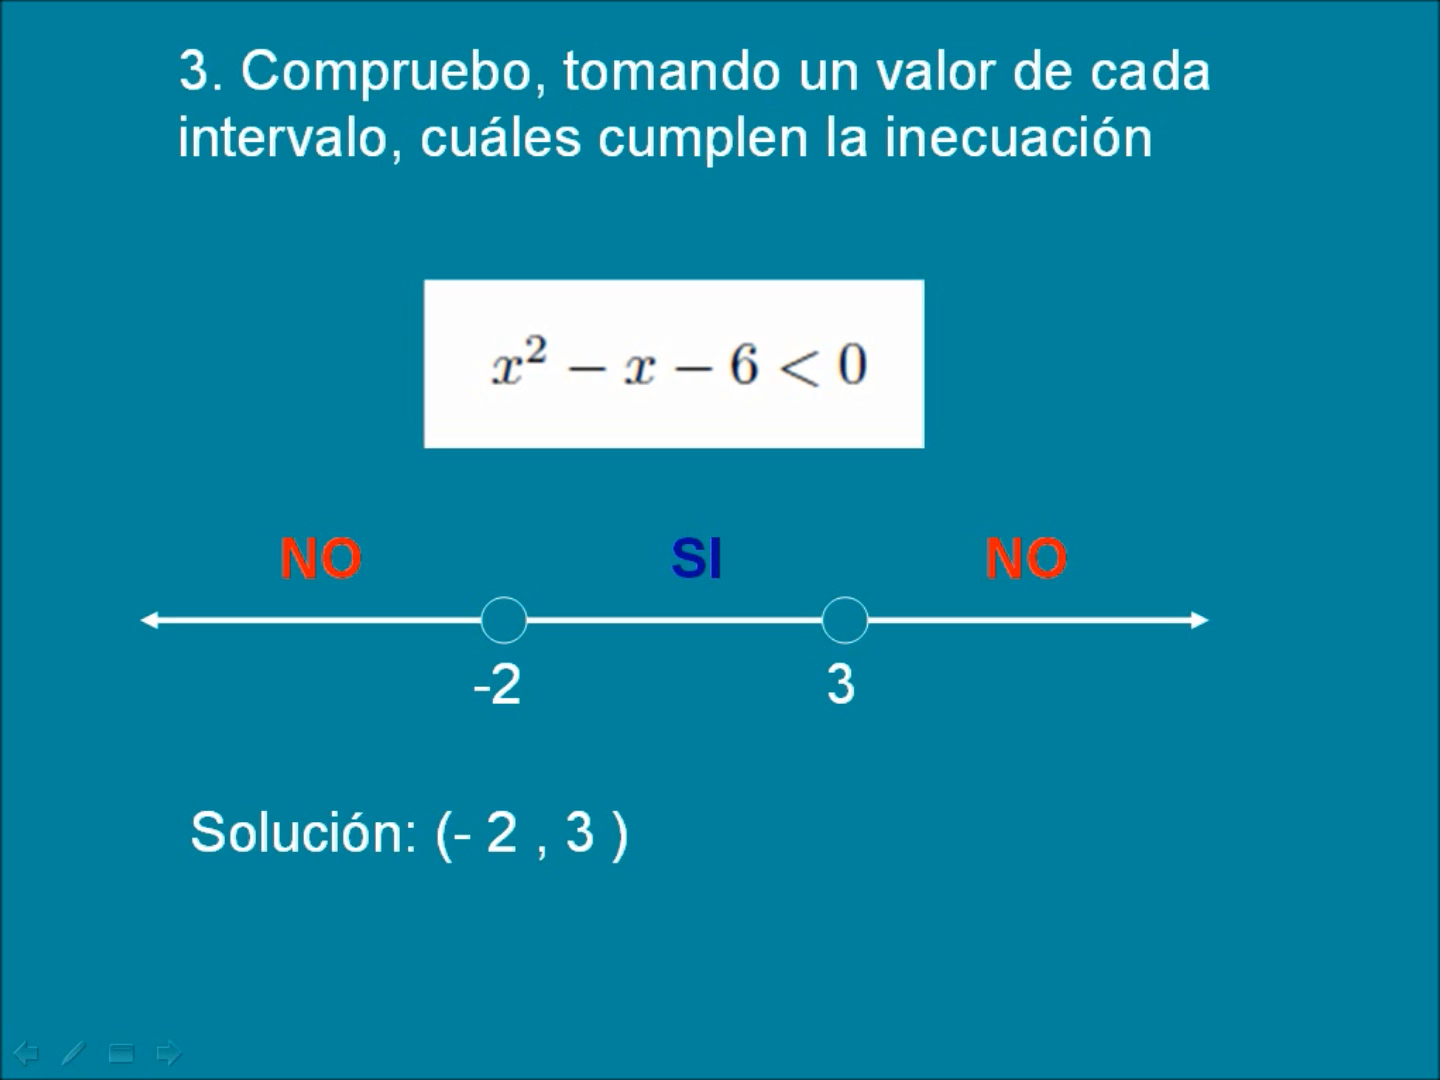 3. Compruebo, tomando un valor de cada
intervalo, cuáles cumplen la inecuación
x² − x − 6 < 0
NO SI NO
-2 3
Solución: (- 2 , 3 )